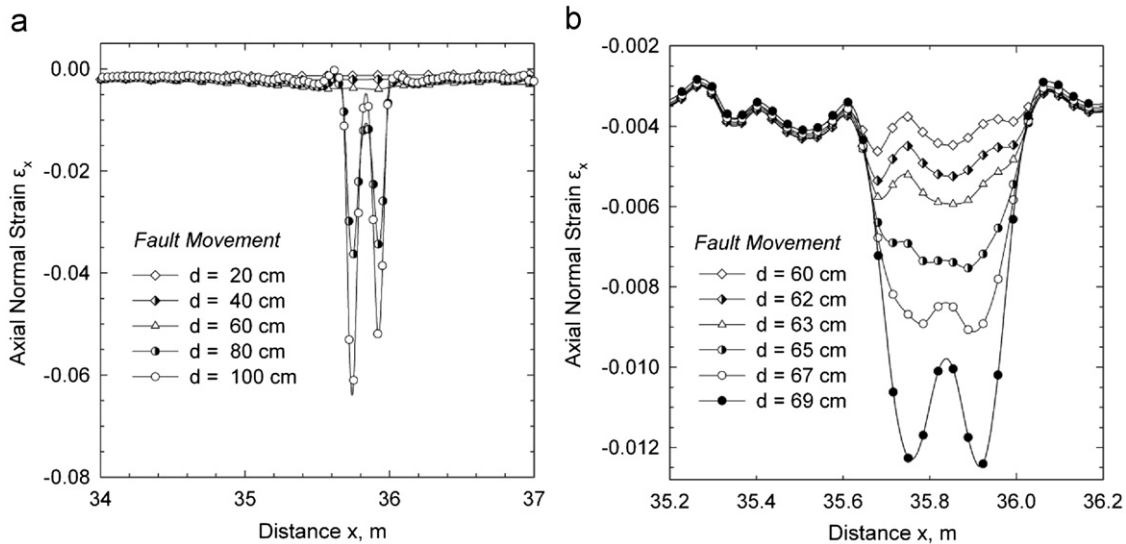 a
0.00
-0.02
-0.04
-0.06
-0.08
Axial Normal Strain εx
Fault Movement
d = 20 cm
d = 40 cm
d = 60 cm
d = 80 cm
d = 100 cm
34
35
36
37
Distance x, m
b
-0.002
-0.004
-0.006
-0.008
-0.010
-0.012
Axial Normal Strain εx
Fault Movement
d = 60 cm
d = 62 cm
d = 63 cm
d = 65 cm
d = 67 cm
d = 69 cm
35.2
35.4
35.6
35.8
36.0
36.2
Distance x, m